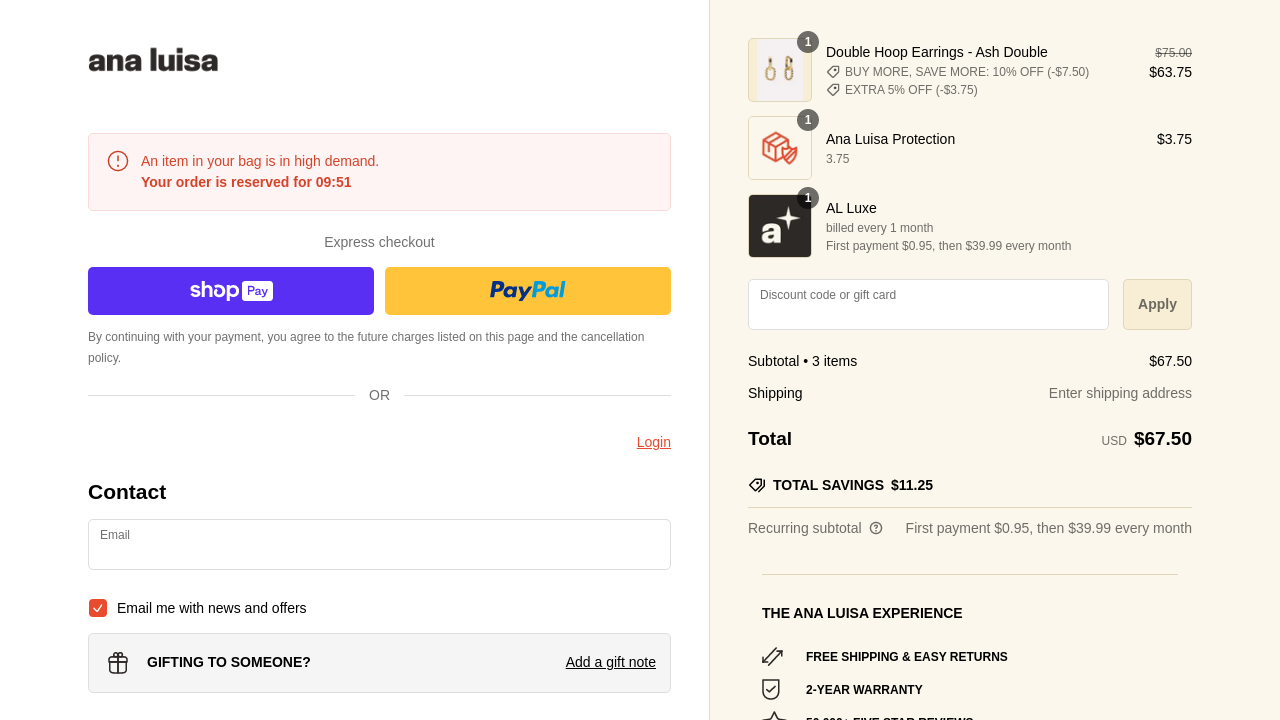 ana luisa
An item in your bag is in high demand.
Your order is reserved for 09:51
Express checkout
shop Pay
PayPal
By continuing with your payment, you agree to the future charges listed on this page and the cancellation
policy.
OR
Login
Contact
Email
Email me with news and offers
GIFTING TO SOMEONE?
Add a gift note
1
Double Hoop Earrings - Ash Double
BUY MORE, SAVE MORE: 10% OFF (-$7.50)
EXTRA 5% OFF (-$3.75)
$75.00
$63.75
1
Ana Luisa Protection
3.75
$3.75
1
a
AL Luxe
billed every 1 month
First payment $0.95, then $39.99 every month
Discount code or gift card
Apply
Subtotal • 3 items
$67.50
Shipping
Enter shipping address
Total
USD $67.50
TOTAL SAVINGS $11.25
Recurring subtotal
First payment $0.95, then $39.99 every month
THE ANA LUISA EXPERIENCE
FREE SHIPPING & EASY RETURNS
2-YEAR WARRANTY
50,000+ FIVE STAR REVIEWS